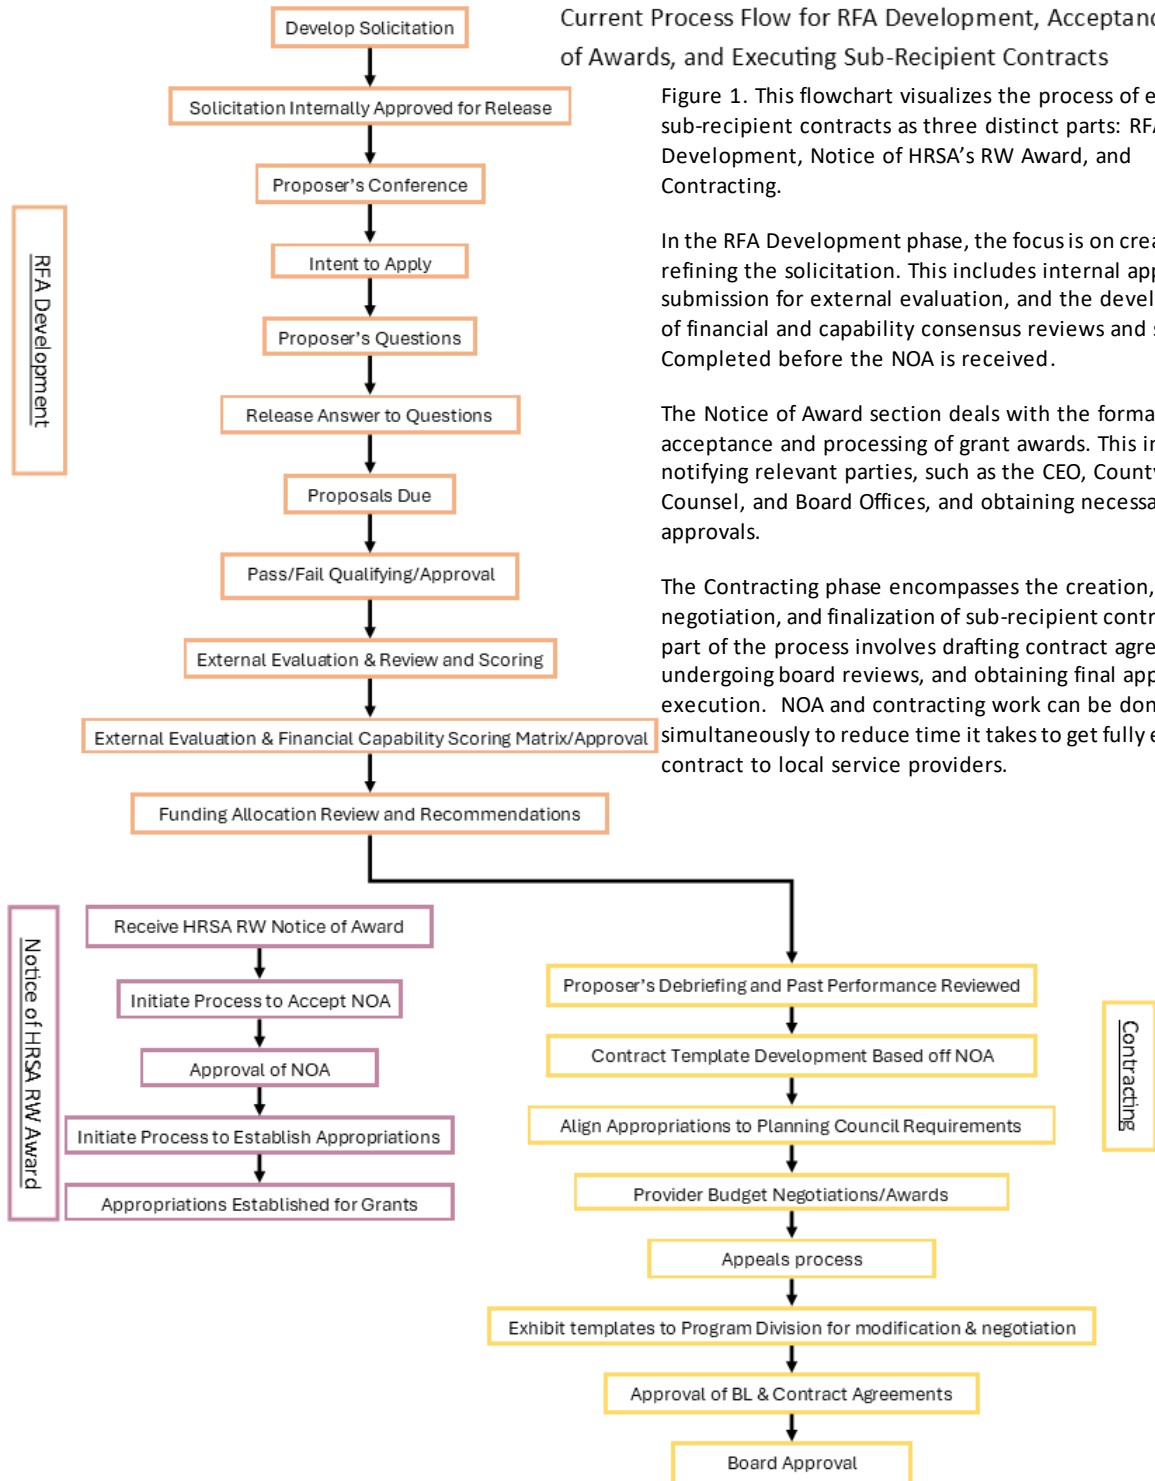 Current Process Flow for RFA Development, Acceptanc
of Awards, and Executing Sub-Recipient Contracts
Figure 1. This flowchart visualizes the process of e
sub-recipient contracts as three distinct parts: RF
Development, Notice of HRSA's RW Award, and
Contracting.
In the RFA Development phase, the focus is on crea
refining the solicitation. This includes internal app
submission for external evaluation, and the devel
of financial and capability consensus reviews and s
Completed before the NOA is received.
The Notice of Award section deals with the forma
acceptance and processing of grant awards. This in
notifying relevant parties, such as the CEO, County
Counsel, and Board Offices, and obtaining necessa
approvals.
The Contracting phase encompasses the creation,
negotiation, and finalization of sub-recipient contr
part of the process involves drafting contract agre
undergoing board reviews, and obtaining final app
execution. NOA and contracting work can be don
simultaneously to reduce time it takes to get fully e
contract to local service providers.
RFA Development
Develop Solicitation
Solicitation Internally Approved for Release
Proposer's Conference
Intent to Apply
Proposer's Questions
Release Answer to Questions
Proposals Due
Pass/Fail Qualifying/Approval
External Evaluation & Review and Scoring
External Evaluation & Financial Capability Scoring Matrix/Approval
Funding Allocation Review and Recommendations
Notice of HRSA RW Award
Receive HRSA RW Notice of Award
Initiate Process to Accept NOA
Approval of NOA
Initiate Process to Establish Appropriations
Appropriations Established for Grants
Contracting
Proposer's Debriefing and Past Performance Reviewed
Contract Template Development Based off NOA
Align Appropriations to Planning Council Requirements
Provider Budget Negotiations/Awards
Appeals process
Exhibit templates to Program Division for modification & negotiation
Approval of BL & Contract Agreements
Board Approval